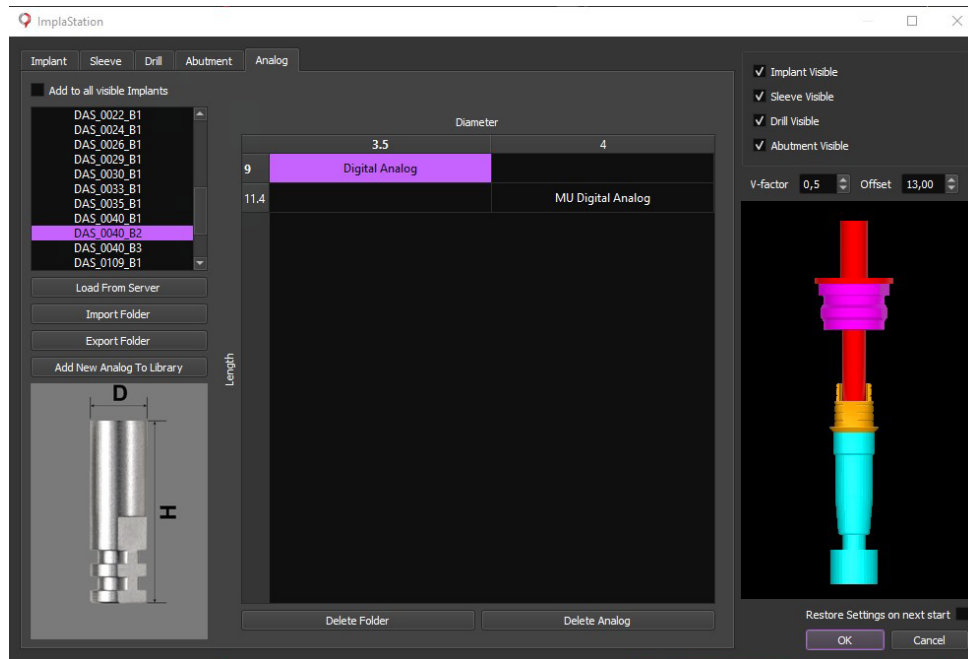 ImplaStation
Implant Sleeve Drill Abutment Analog
Add to all visible Implants
DAS_0022_B1
DAS_0024_B1
DAS_0026_B1
DAS_0029_B1
DAS_0030_B1
DAS_0033_B1
DAS_0035_B1
DAS_0040_B1
DAS_0040_B2
DAS_0040_B3
DAS_0109_B1
Load From Server
Import Folder
Export Folder
Add New Analog To Library
D
H
Diameter
3.5 4
9 Digital Analog
11.4 MU Digital Analog
Length
Delete Folder Delete Analog
Implant Visible
Sleeve Visible
Drill Visible
Abutment Visible
V-factor 0,5 Offset 13,00
Restore Settings on next start
OK Cancel